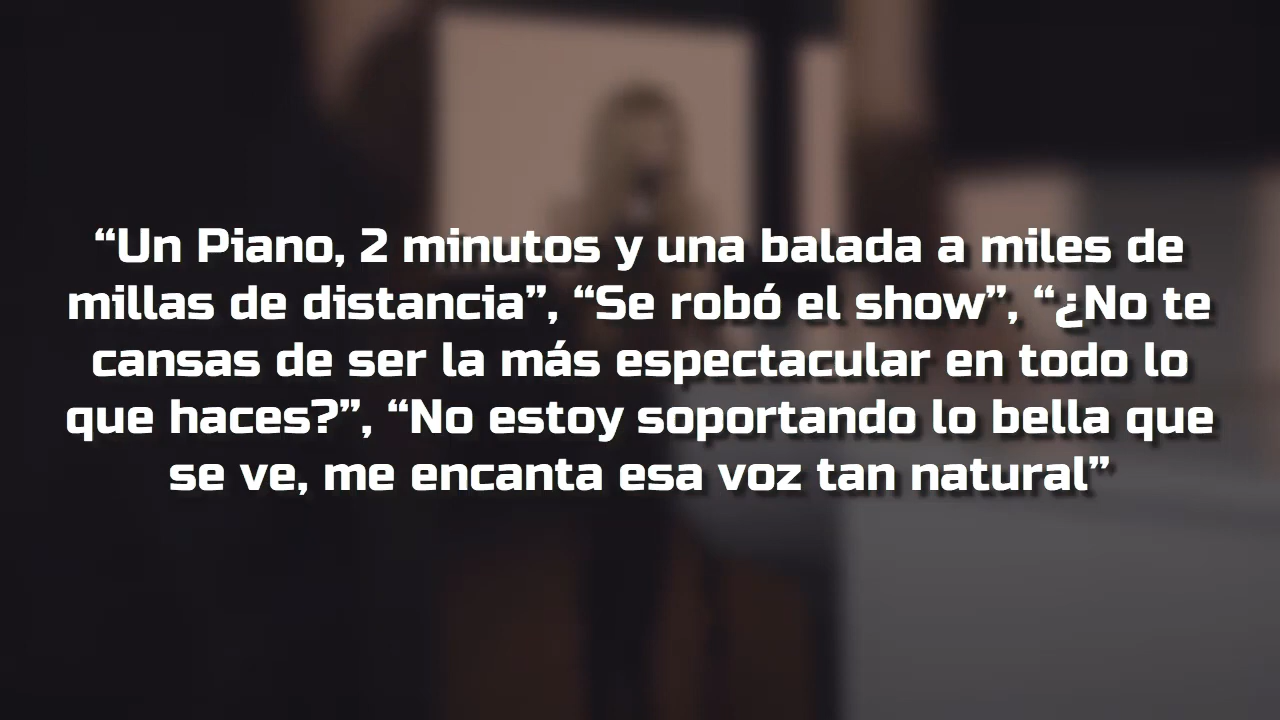 “Un Piano, 2 minutos y una balada a miles de
millas de distancia”, “Se robó el show”, “¿No te
cansas de ser la más espectacular en todo lo
que haces?”, “No estoy soportando lo bella que
se ve, me encanta esa voz tan natural”